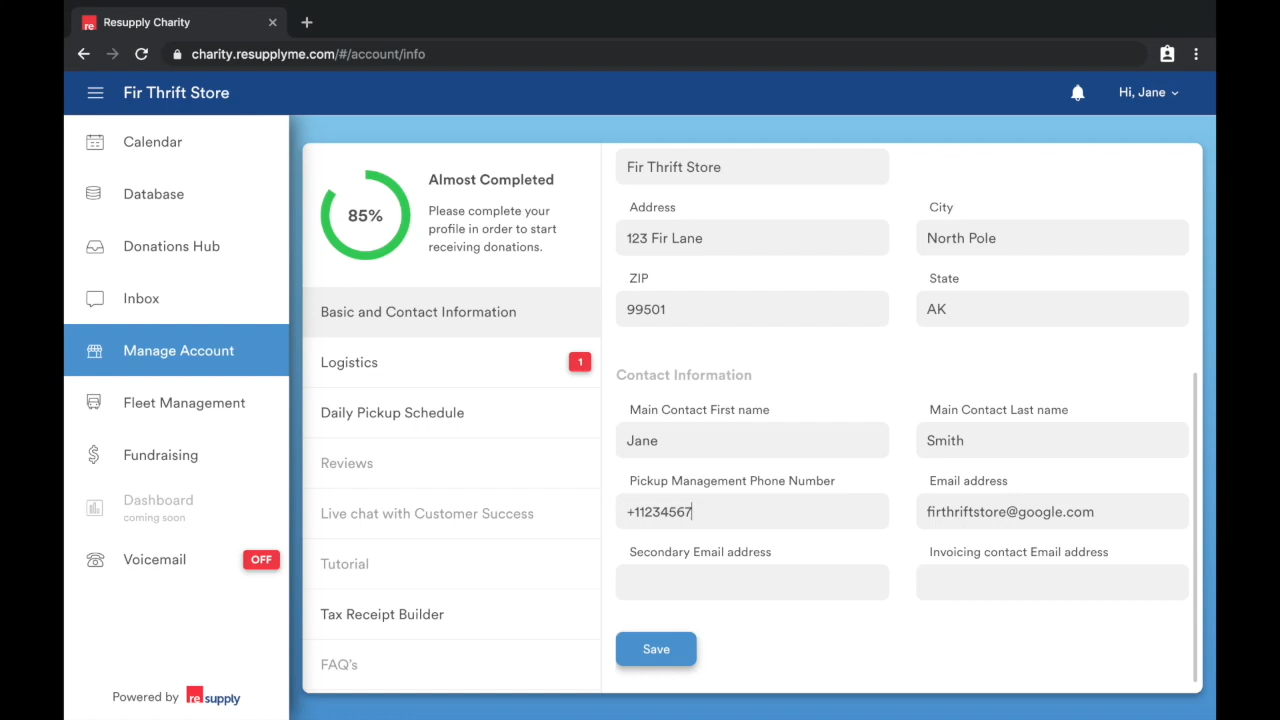 re Resupply Charity
charity.resupplyme.com/#/account/info
Fir Thrift Store
Hi, Jane
Calendar
Database
Donations Hub
Inbox
Manage Account
Fleet Management
Fundraising
Dashboard
coming soon
Voicemail
OFF
Powered by re supply
85%
Almost Completed
Please complete your
profile in order to start
receiving donations.
Basic and Contact Information
Logistics
1
Daily Pickup Schedule
Reviews
Live chat with Customer Success
Tutorial
Tax Receipt Builder
FAQ's
Fir Thrift Store
Address
City
123 Fir Lane
North Pole
ZIP
State
99501
AK
Contact Information
Main Contact First name
Main Contact Last name
Jane
Smith
Pickup Management Phone Number
Email address
+11234567
firthriftstore@google.com
Secondary Email address
Invoicing contact Email address
Save